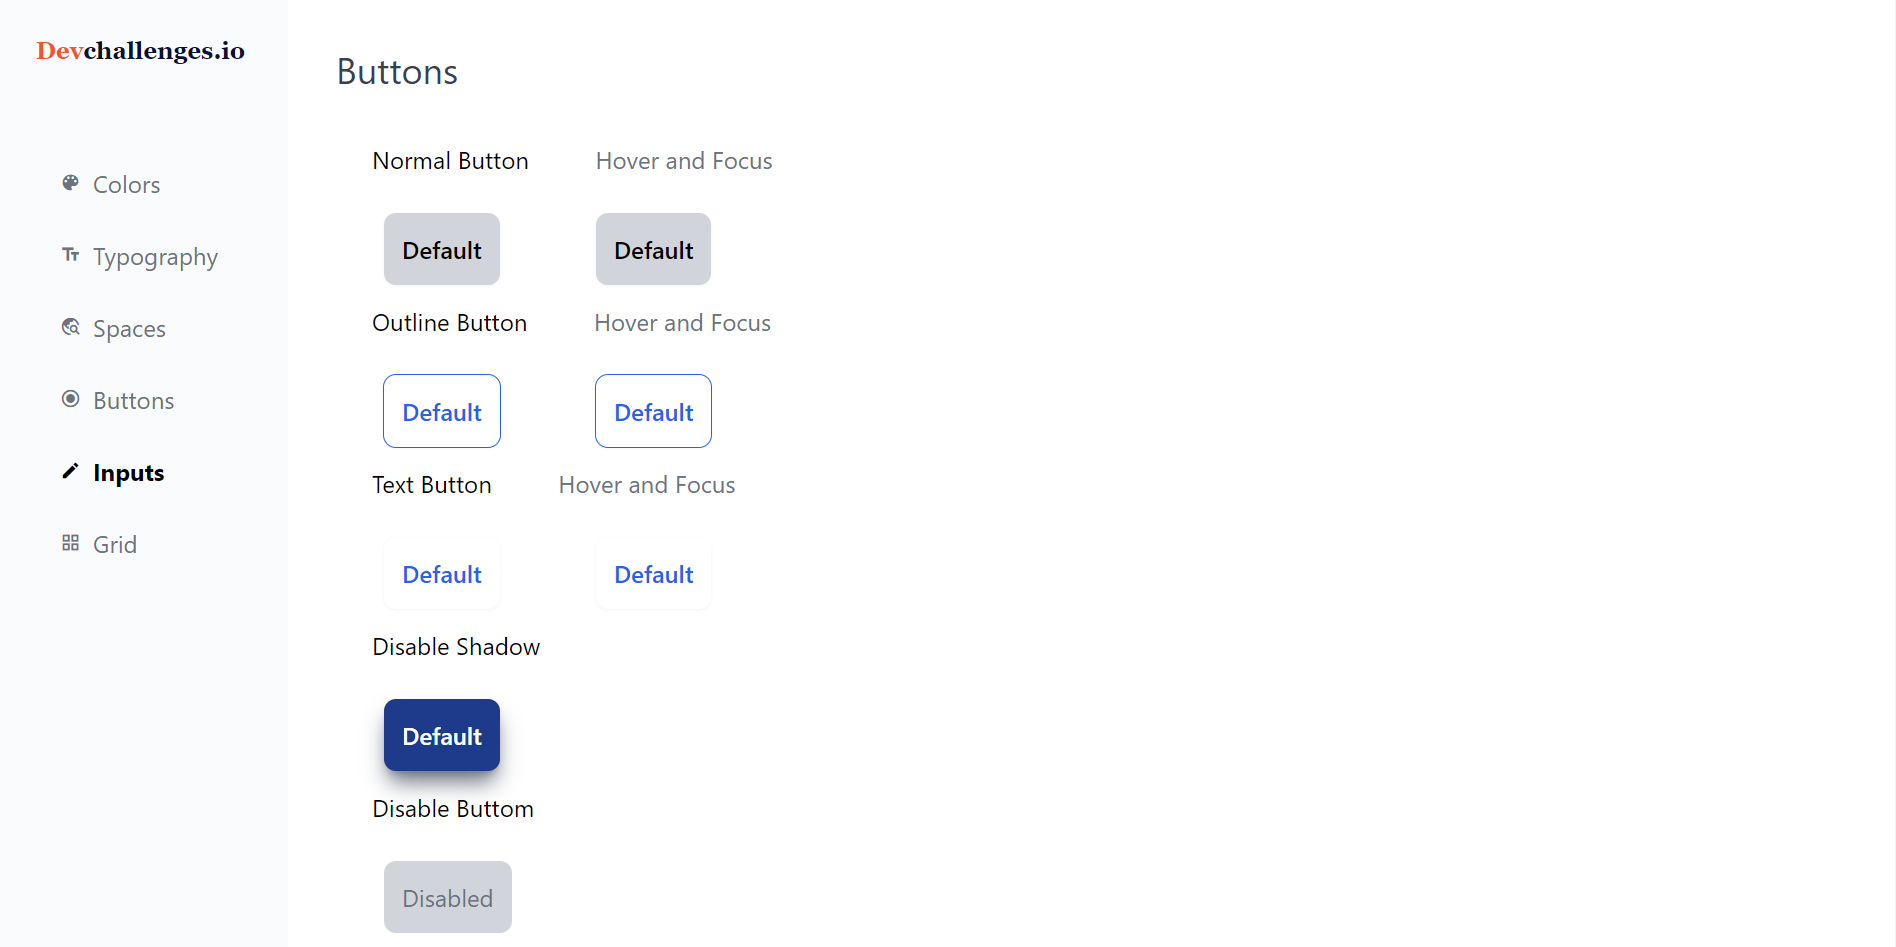 Devchallenges.io
Colors
Typography
Spaces
Buttons
Inputs
Grid
Buttons
Normal Button Hover and Focus
Default Default
Outline Button Hover and Focus
Default Default
Text Button Hover and Focus
Default Default
Disable Shadow
Default
Disable Buttom
Disabled